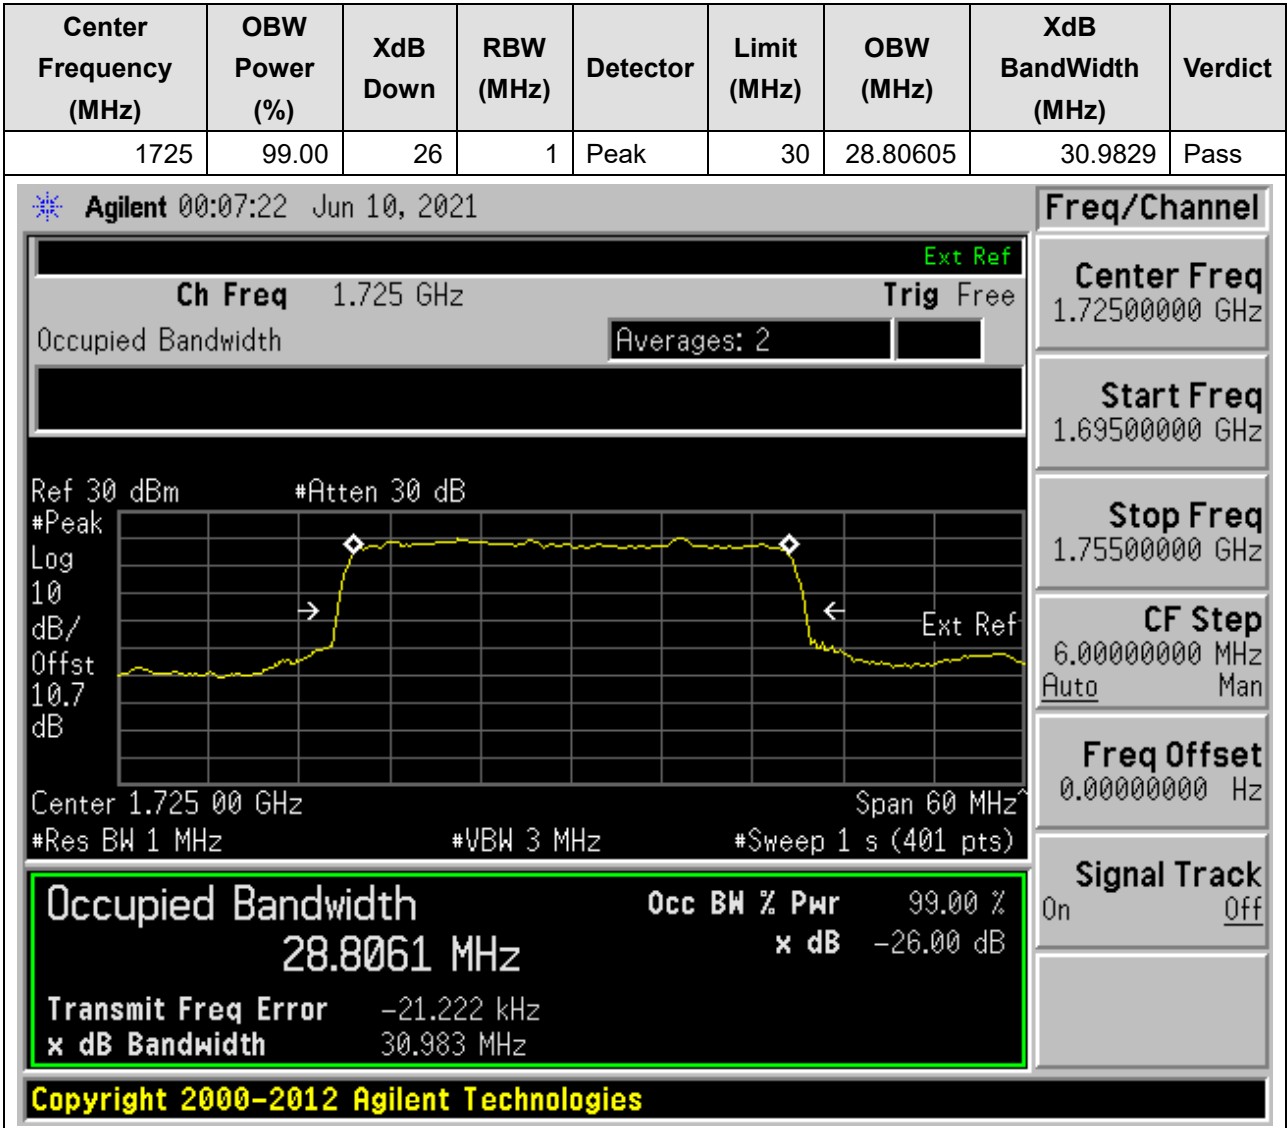 Center Frequency (MHz) OBW Power (%) XdB Down RBW (MHz) Detector Limit (MHz) OBW (MHz) XdB BandWidth (MHz) Verdict
1725 99.00 26 1 Peak 30 28.80605 30.9829 Pass
Agilent 00:07:22 Jun 10, 2021
Freq/Channel
Ext Ref
Ch Freq 1.725 GHz Trig Free
Occupied Bandwidth Averages: 2
Center Freq
1.72500000 GHz
Start Freq
1.69500000 GHz
Stop Freq
1.75500000 GHz
CF Step
6.00000000 MHz
Auto Man
Freq Offset
0.00000000 Hz
Signal Track
On Off
Ref 30 dBm #Atten 30 dB
#Peak
Log
10
dB/
Offst
10.7
dB
Ext Ref
Center 1.725 00 GHz Span 60 MHz^
#Res BW 1 MHz #VBW 3 MHz #Sweep 1 s (401 pts)
Occupied Bandwidth
28.8061 MHz
Occ BW % Pwr 99.00 %
x dB -26.00 dB
Transmit Freq Error -21.222 kHz
x dB Bandwidth 30.983 MHz
Copyright 2000-2012 Agilent Technologies